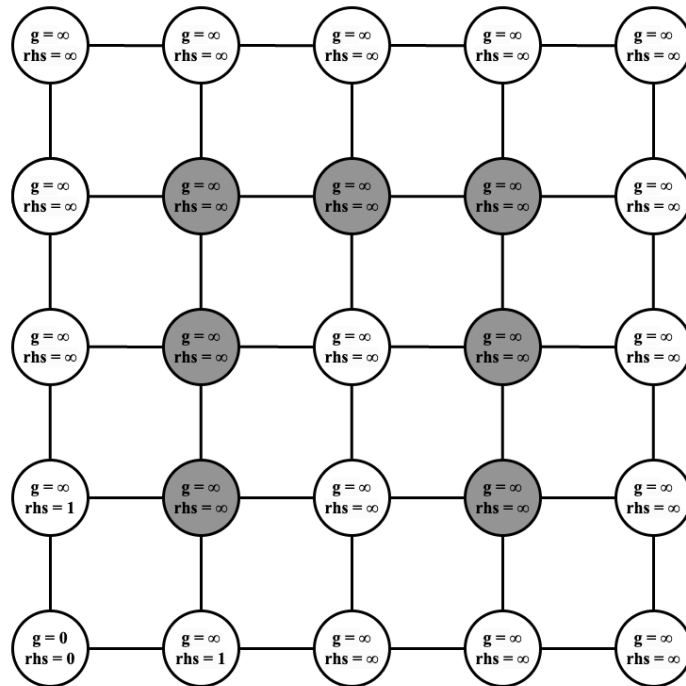 g = ∞ g = ∞ g = ∞ g = ∞ g = ∞
rhs = ∞ rhs = ∞ rhs = ∞ rhs = ∞ rhs = ∞
g = ∞ g = ∞ g = ∞ g = ∞ g = ∞
rhs = ∞ rhs = ∞ rhs = ∞ rhs = ∞ rhs = ∞
g = ∞ g = ∞ g = ∞ g = ∞ g = ∞
rhs = ∞ rhs = ∞ rhs = ∞ rhs = ∞ rhs = ∞
g = ∞ g = ∞ g = ∞ g = ∞ g = ∞
rhs = 1 rhs = ∞ rhs = ∞ rhs = ∞ rhs = ∞
g = 0 g = ∞ g = ∞ g = ∞ g = ∞
rhs = 0 rhs = 1 rhs = ∞ rhs = ∞ rhs = ∞